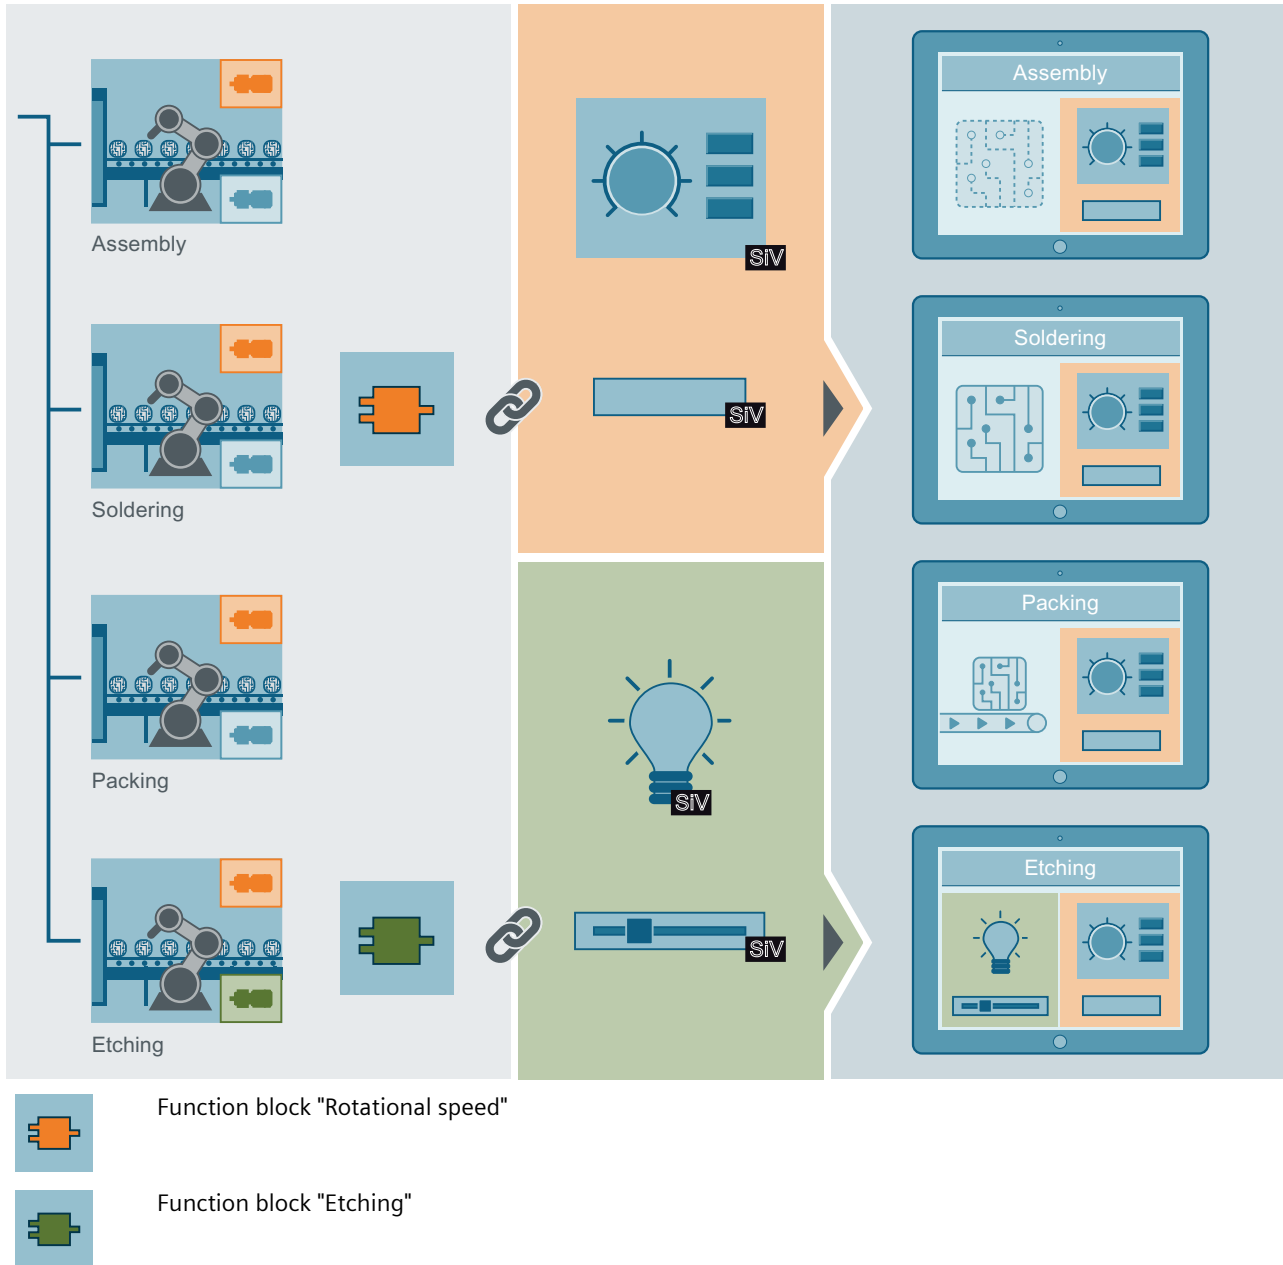 Assembly
Soldering
Packing
Etching
SiV
SiV
SiV
SiV
Assembly
Soldering
Packing
Etching
Function block "Rotational speed"
Function block "Etching"